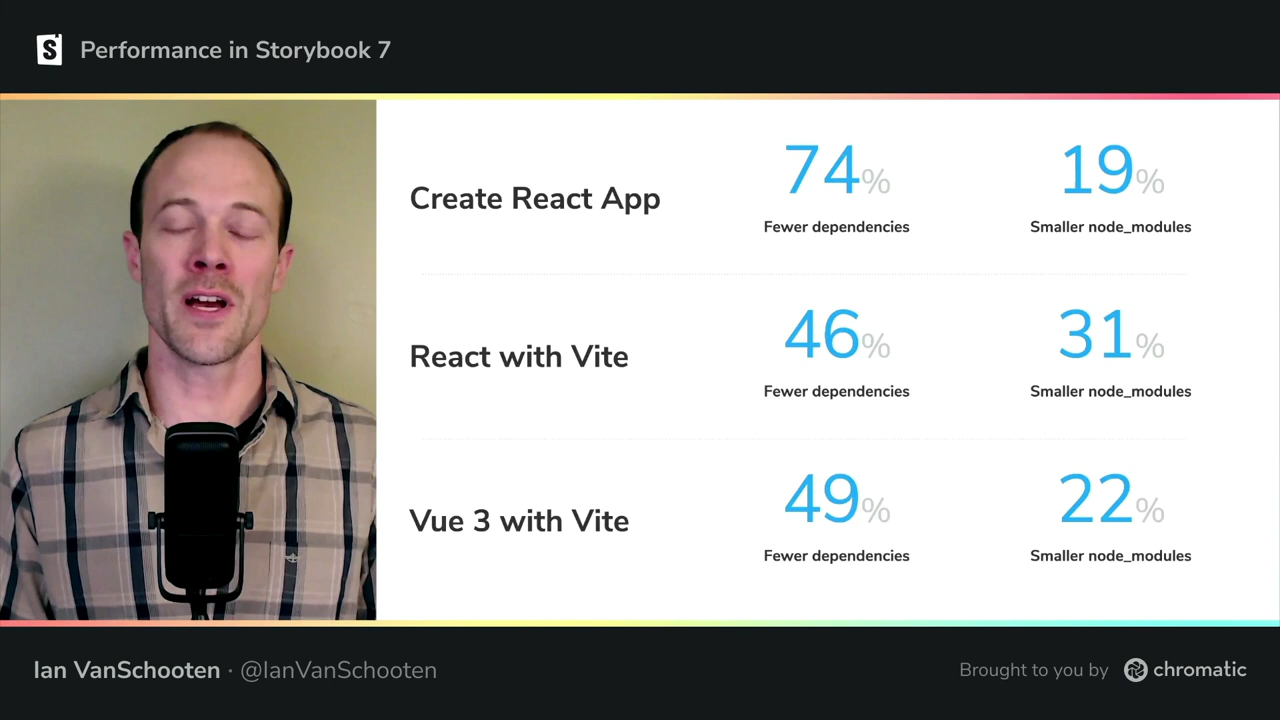 Performance in Storybook 7
Create React App
74%
Fewer dependencies
19%
Smaller node_modules
React with Vite
46%
Fewer dependencies
31%
Smaller node_modules
Vue 3 with Vite
49%
Fewer dependencies
22%
Smaller node_modules
Ian VanSchooten · @IanVanSchooten
Brought to you by chromatic